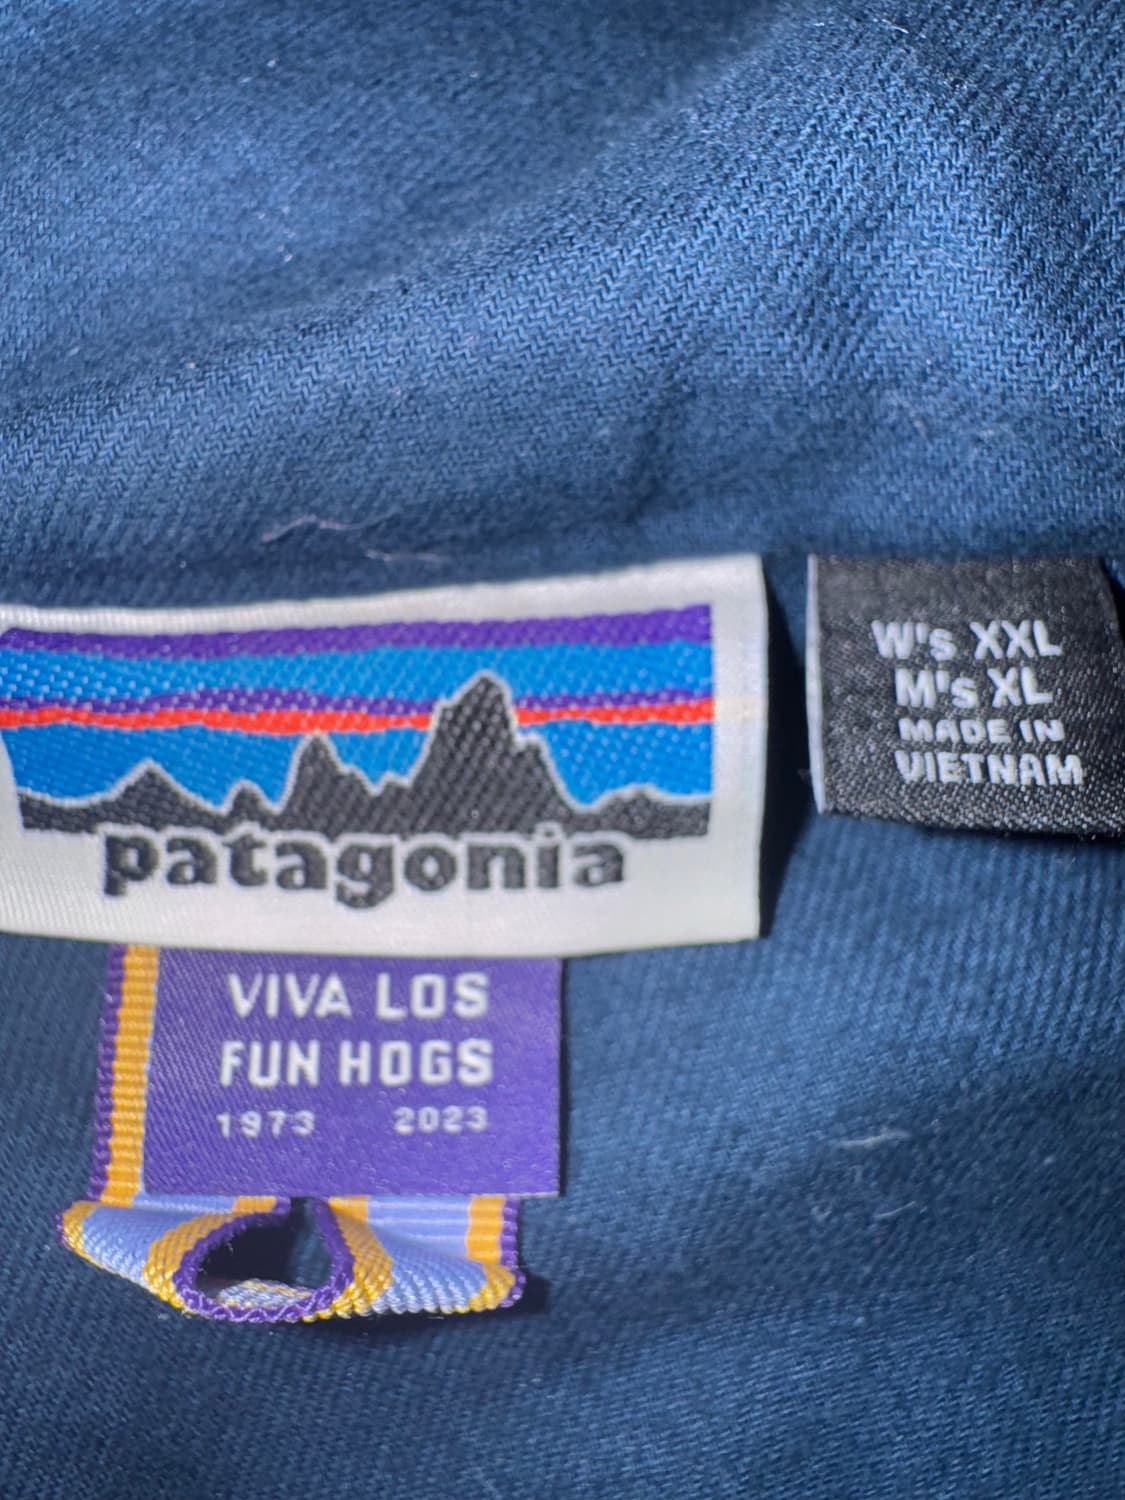 patagonia
VIVA LOS
FUN HOGS
1973 2023
W's XXL
M's XL
MADE IN
VIETNAM